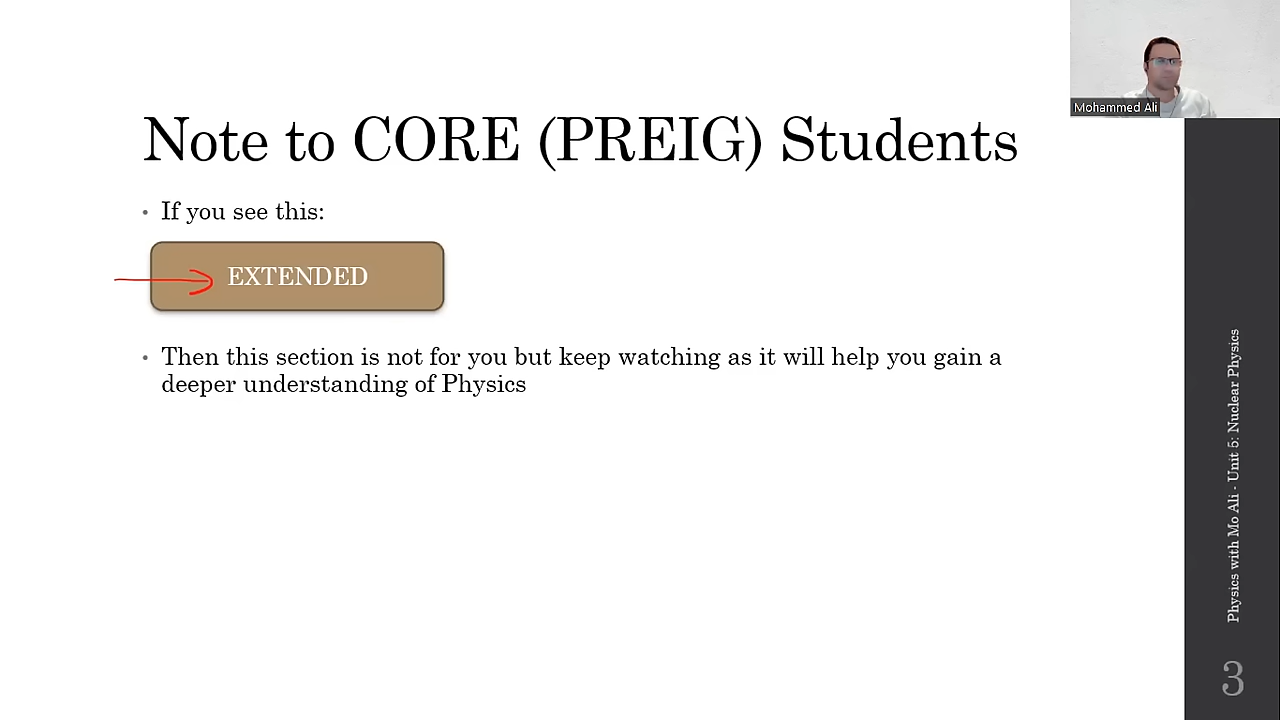 Mohammed Ali
Note to CORE (PREIG) Students
• If you see this:
EXTENDED
• Then this section is not for you but keep watching as it will help you gain a
deeper understanding of Physics
Physics with Mo Ali - Unit 5: Nuclear Physics
3